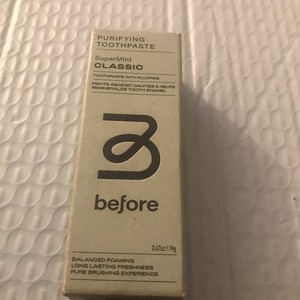 PURIFYING
TOOTHPASTE
SuperMint
CLASSIC
TOOTHPASTE WITH FLUORIDE
FIGHTS AGAINST CAVITIES & HELPS
REMINERALIZE TOOTH ENAMEL
before
0.67oz / 19g
BALANCED FOAMING
LONG LASTING FRESHNESS
PURE BRUSHING EXPERIENCE